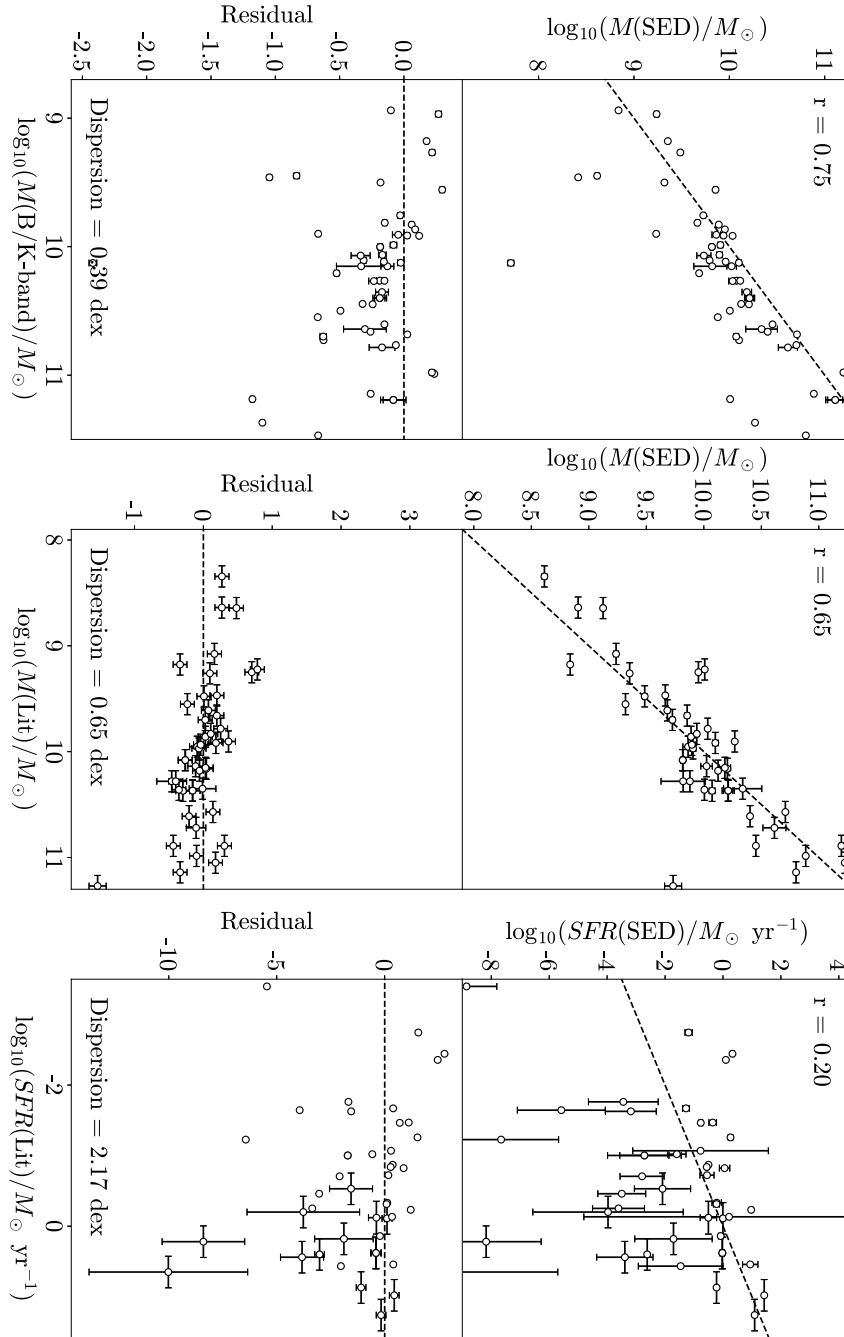 r = 0.75
log₁₀(M(SED)/M⊙)
11
10
9
8
Residual
0.0
-0.5
-1.0
-1.5
-2.0
-2.5
Dispersion = 0.39 dex
9 10 11
log₁₀(M(B/K-band)/M⊙)
r = 0.65
log₁₀(M(SED)/M⊙)
11.0
10.5
10.0
9.5
9.0
8.5
8.0
Residual
3
2
1
0
-1
Dispersion = 0.65 dex
8 9 10 11
log₁₀(M(Lit)/M⊙)
r = 0.20
log₁₀(SFR(SED)/M⊙ yr⁻¹)
4
2
0
-2
-4
-6
-8
Residual
0
-5
-10
Dispersion = 2.17 dex
-2 0
log₁₀(SFR(Lit)/M⊙ yr⁻¹)